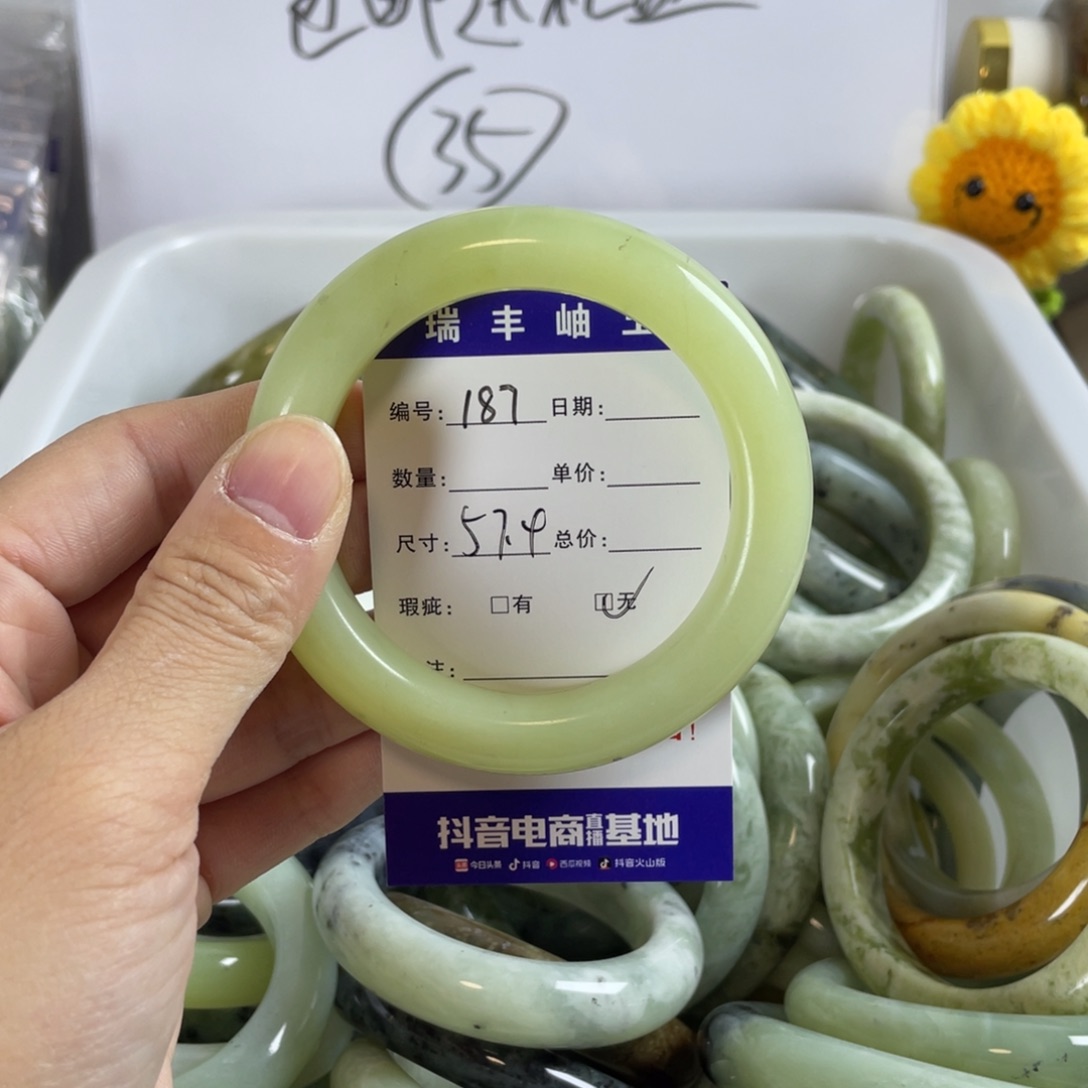 35
瑞丰岫
编号: 187 日期:
数量: 单价:
尺寸: 57.4 总价:
瑕疵: □有 ☑无
注:
!
抖音电商直播基地
今日头条 抖音 西瓜视频 抖音火山版